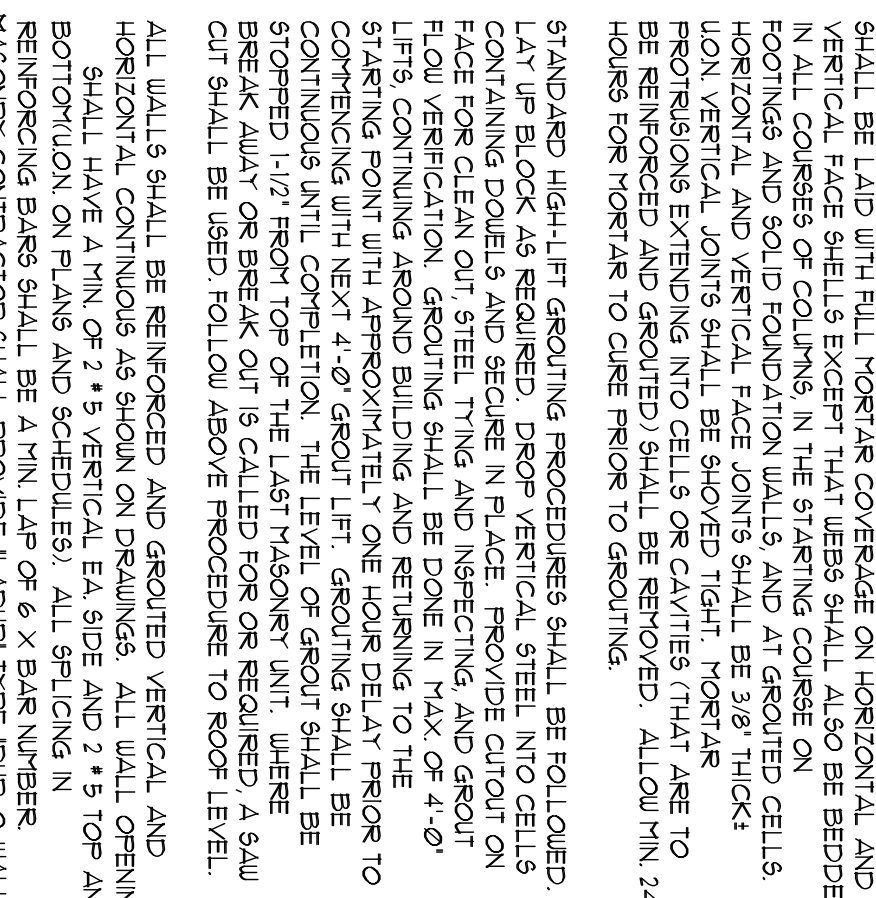 SHALL BE LAID WITH FULL MORTAR COVERAGE ON HORIZONTAL AND
VERTICAL FACE SHELLS EXCEPT THAT WEBS SHALL ALSO BE BEDDE
IN ALL COURSES OF COLUMNS, IN THE STARTING COURSE ON
FOOTINGS AND SOLID FOUNDATION WALLS, AND AT GROUTED CELLS.
HORIZONTAL AND VERTICAL FACE JOINTS SHALL BE 3/8" THICK±
U.O.N. VERTICAL JOINTS SHALL BE SHOVED TIGHT. MORTAR
PROTRUSIONS EXTENDING INTO CELLS OR CAVITIES (THAT ARE TO
BE REINFORCED AND GROUTED) SHALL BE REMOVED. ALLOW MIN. 24
HOURS FOR MORTAR TO CURE PRIOR TO GROUTING.
STANDARD HIGH-LIFT GROUTING PROCEDURES SHALL BE FOLLOWED.
LAY UP BLOCK AS REQUIRED. DROP VERTICAL STEEL INTO CELLS
CONTAINING DOWELS AND SECURE IN PLACE. PROVIDE CUTOUT ON
FACE FOR CLEAN OUT, STEEL TYING AND INSPECTING, AND GROUT
FLOW VERIFICATION. GROUTING SHALL BE DONE IN MAX. OF 4'-0"
LIFTS, CONTINUING AROUND BUILDING AND RETURNING TO THE
STARTING POINT WITH APPROXIMATELY ONE HOUR DELAY PRIOR TO
COMMENCING WITH NEXT 4'-0" GROUT LIFT. GROUTING SHALL BE
CONTINUOUS UNTIL COMPLETION. THE LEVEL OF GROUT SHALL BE
STOPPED 1-1/2" FROM TOP OF THE LAST MASONRY UNIT. WHERE
BREAK AWAY OR BREAK OUT IS CALLED FOR OR REQUIRED, A SAW
CUT SHALL BE USED. FOLLOW ABOVE PROCEDURE TO ROOF LEVEL.
ALL WALLS SHALL BE REINFORCED AND GROUTED VERTICAL AND
HORIZONTAL CONTINUOUS AS SHOWN ON DRAWINGS. ALL WALL OPENIN
SHALL HAVE A MIN. OF 2 #5 VERTICAL EA. SIDE AND 2 #5 TOP AN
BOTTOM(U.O.N. ON PLANS AND SCHEDULES). ALL SPLICING IN
REINFORCING BARS SHALL BE A MIN. LAP OF 6 X BAR NUMBER.
MASONRY CONTRACTOR SHALL PROVIDE